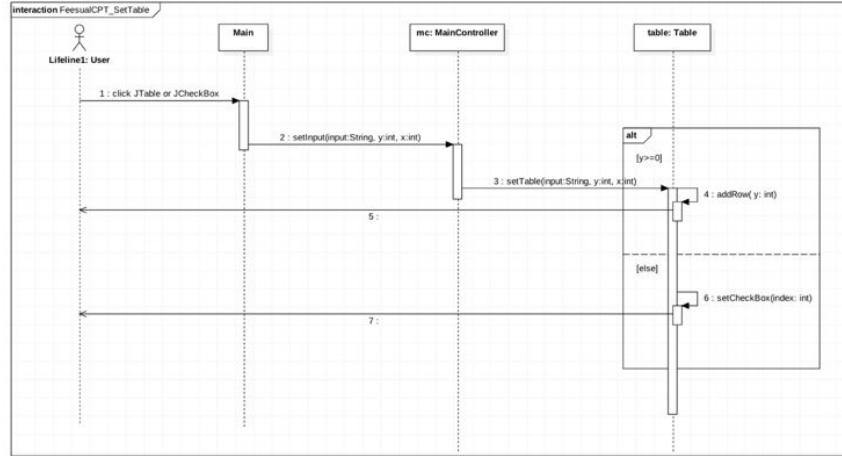 interaction FeesualCPT_SetTable
Lifeline1: User
Main
mc: MainController
table: Table
1 : click JTable or JCheckBox
2 : setInput(input:String, y:int, x:int)
alt
[y>=0]
3 : setTable(input:String, y:int, x:int)
4 : addRow( y: int)
5 :
[else]
6 : setCheckBox(index: int)
7 :